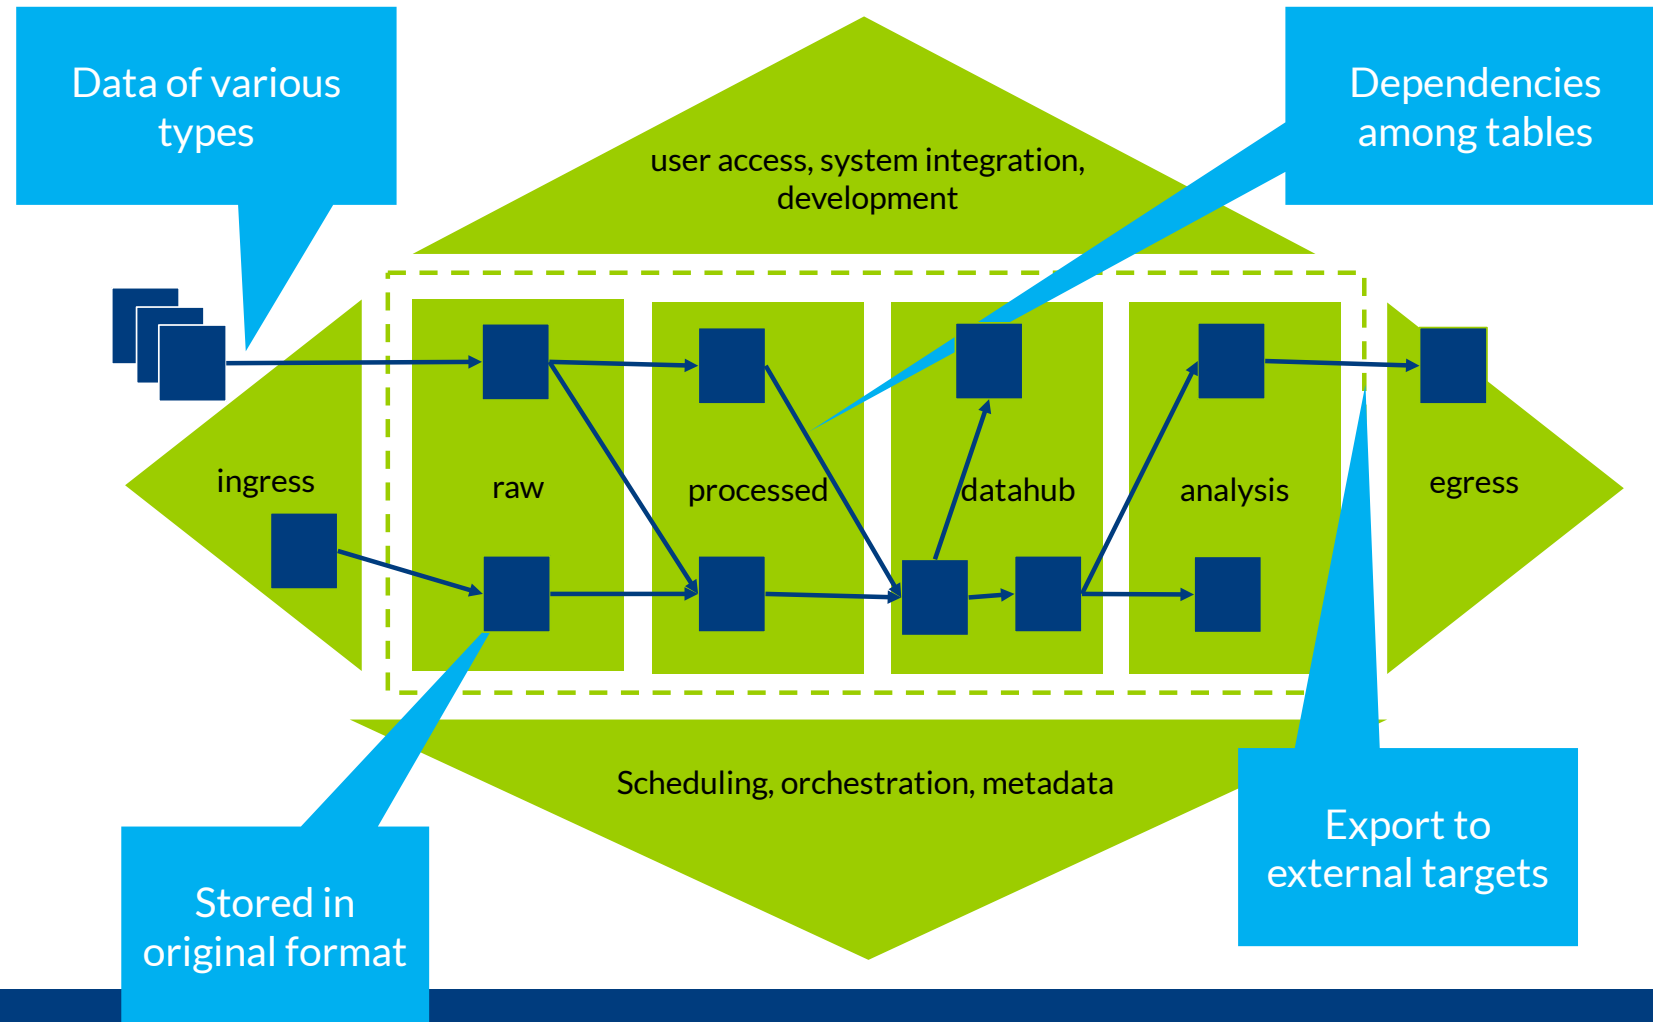 Data of various
types
Dependencies
among tables
user access, system integration,
development
ingress
raw
processed
datahub
analysis
egress
Scheduling, orchestration, metadata
Export to
external targets
Stored in
original format